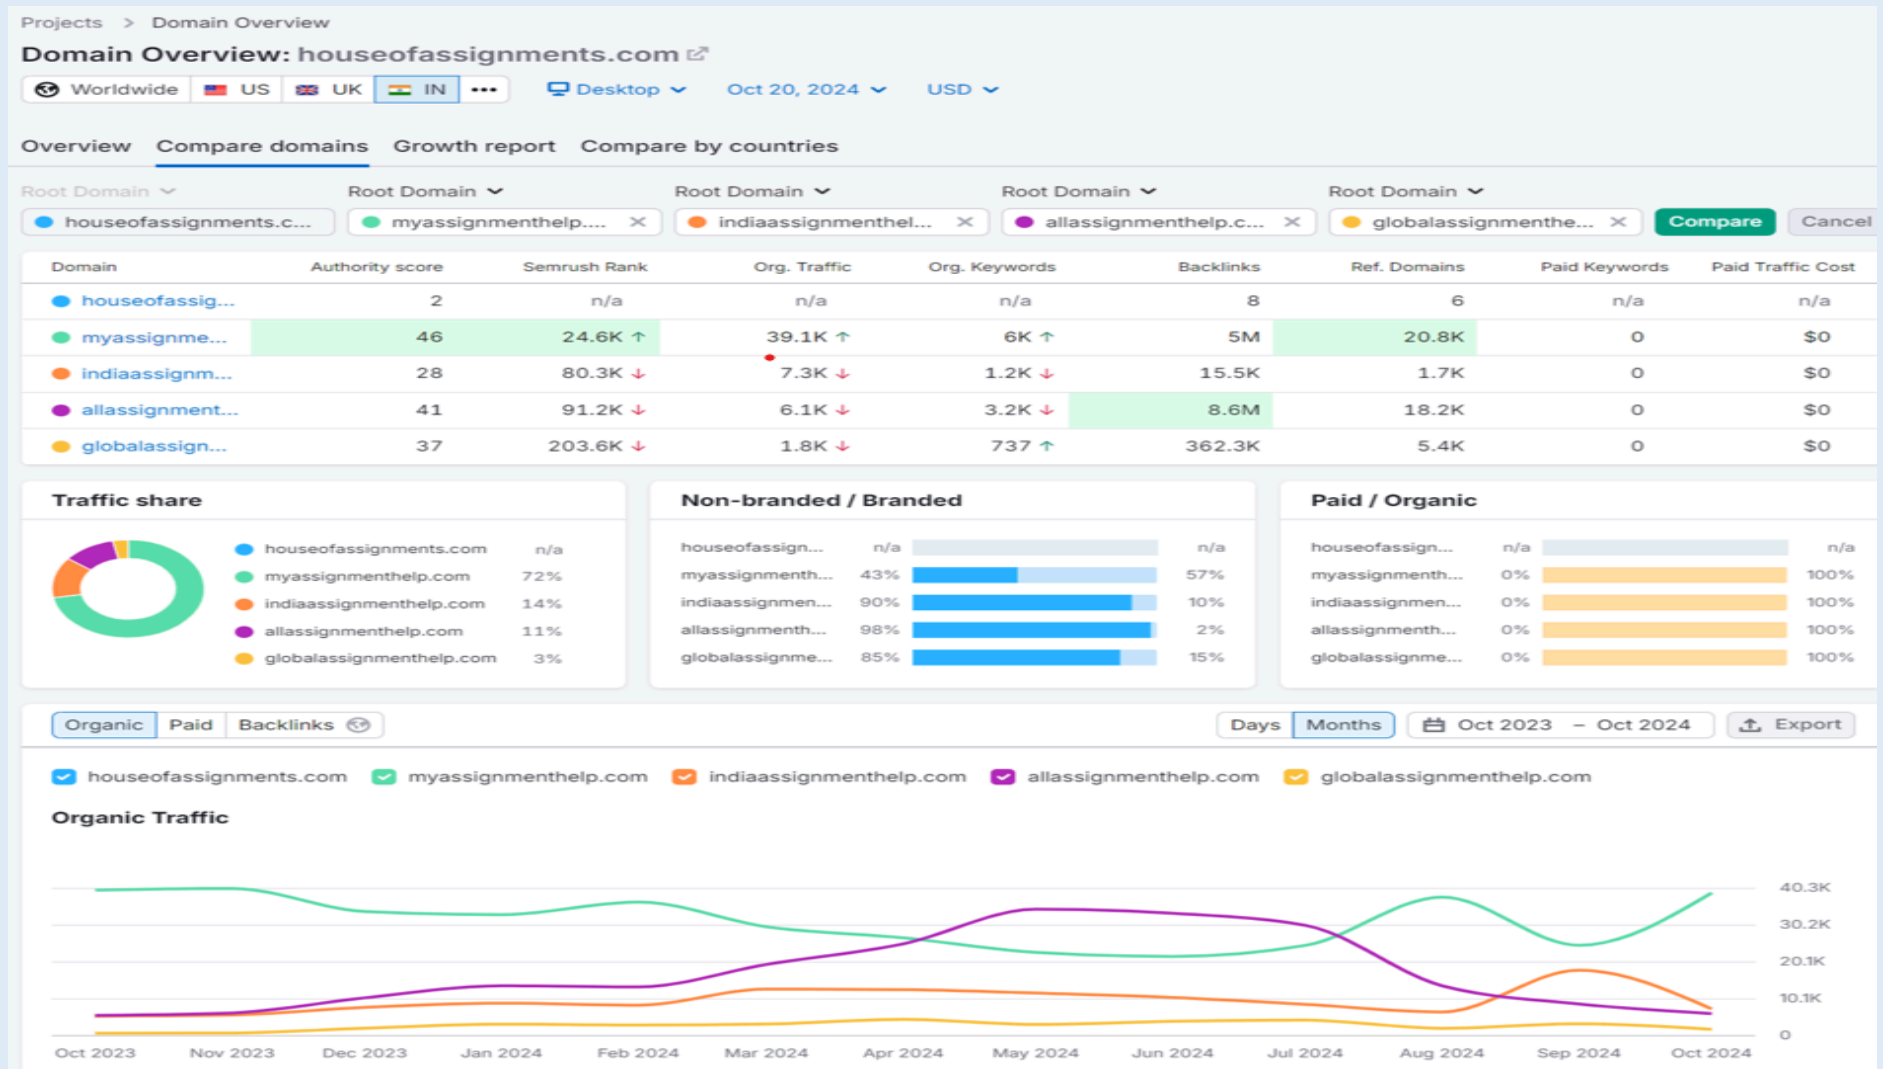 Projects > Domain Overview
Domain Overview: houseofassignments.com
Worldwide US UK IN ••• Desktop Oct 20, 2024 USD
Overview Compare domains Growth report Compare by countries
Root Domain Root Domain Root Domain Root Domain Root Domain
houseofassignments.c... myassignmenthelp.... indiaassignmenthel... allassignmenthelp.c... globalassignmenthe... Compare Cancel
Domain Authority score Semrush Rank Org. Traffic Org. Keywords Backlinks Ref. Domains Paid Keywords Paid Traffic Cost
houseofassig... 2 n/a n/a n/a 8 6 n/a n/a
myassignme... 46 24.6K ↑ 39.1K ↑ 6K ↑ 5M 20.8K 0 $0
indiaassignm... 28 80.3K ↓ 7.3K ↓ 1.2K ↓ 15.5K 1.7K 0 $0
allassignment... 41 91.2K ↓ 6.1K ↓ 3.2K ↓ 8.6M 18.2K 0 $0
globalassign... 37 203.6K ↓ 1.8K ↓ 737 ↑ 362.3K 5.4K 0 $0
Traffic share
houseofassignments.com n/a
myassignmenthelp.com 72%
indiaassignmenthelp.com 14%
allassignmenthelp.com 11%
globalassignmenthelp.com 3%
Non-branded / Branded
houseofassign... n/a n/a
myassignmenth... 43% 57%
indiaassignmen... 90% 10%
allassignmenth... 98% 2%
globalassignme... 85% 15%
Paid / Organic
houseofassign... n/a n/a
myassignmenth... 0% 100%
indiaassignmen... 0% 100%
allassignmenth... 0% 100%
globalassignme... 0% 100%
Organic Paid Backlinks Days Months Oct 2023 – Oct 2024 Export
houseofassignments.com myassignmenthelp.com indiaassignmenthelp.com allassignmenthelp.com globalassignmenthelp.com
Organic Traffic
40.3K
30.2K
20.1K
10.1K
0
Oct 2023 Nov 2023 Dec 2023 Jan 2024 Feb 2024 Mar 2024 Apr 2024 May 2024 Jun 2024 Jul 2024 Aug 2024 Sep 2024 Oct 2024